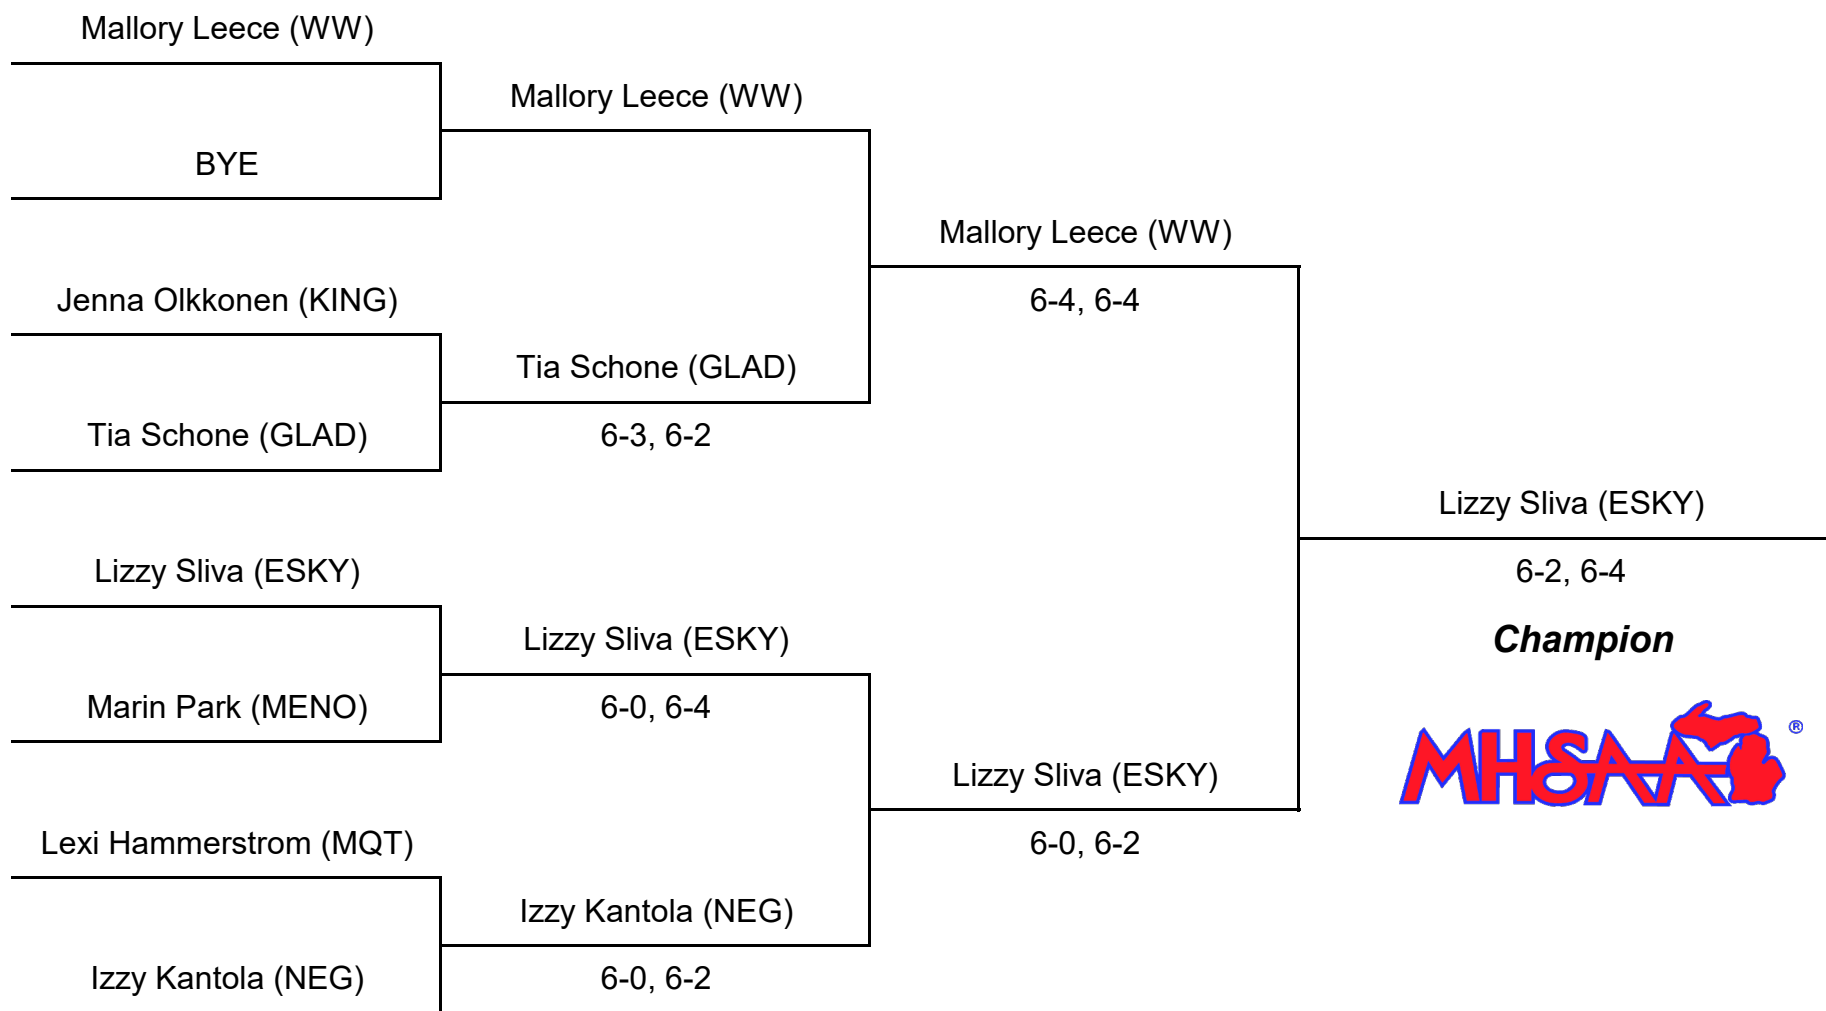 Mallory Leece (WW)
Mallory Leece (WW)
BYE
Mallory Leece (WW)
Jenna Olkkonen (KING)
6-4, 6-4
Tia Schone (GLAD)
Tia Schone (GLAD)
6-3, 6-2
Lizzy Sliva (ESKY)
Lizzy Sliva (ESKY)
6-2, 6-4
Lizzy Sliva (ESKY)
Champion
Marin Park (MENO)
6-0, 6-4
MHSAA ®
Lizzy Sliva (ESKY)
Lexi Hammerstrom (MQT)
6-0, 6-2
Izzy Kantola (NEG)
Izzy Kantola (NEG)
6-0, 6-2